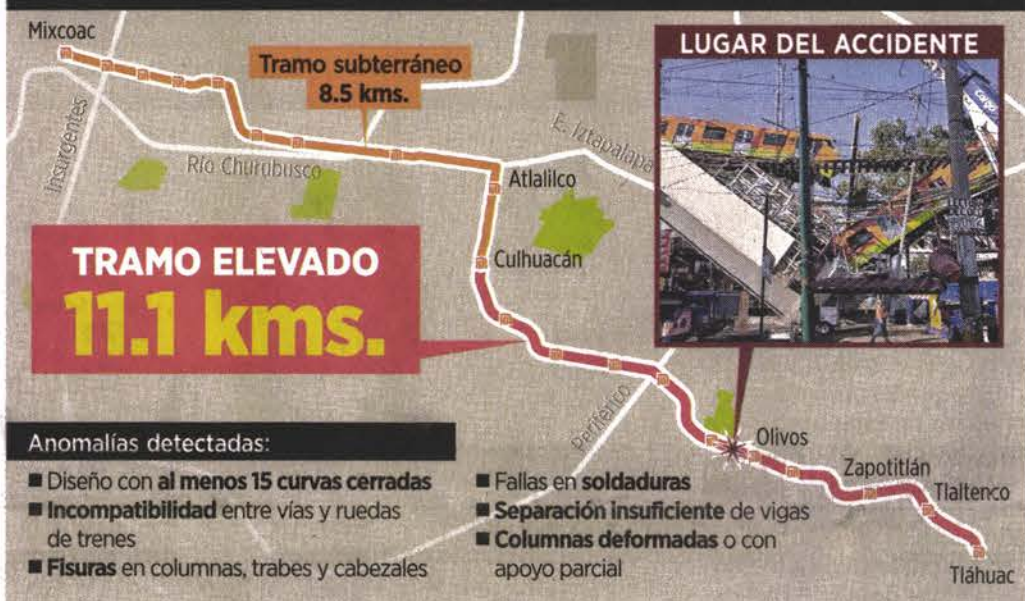 Mixcoac
Tramo subterráneo
8.5 kms.
LUGAR DEL ACCIDENTE
Cargo
Insurgentes
Río Churubusco
E. Iztapalapa
Atlalilco
TRAMO ELEVADO
11.1 kms.
Culhuacán
Periférico
Olivos
Zapotitlán
Tlaltenco
Tláhuac
Anomalías detectadas:
■ Diseño con al menos 15 curvas cerradas
■ Incompatibilidad entre vías y ruedas
de trenes
■ Fisuras en columnas, trabes y cabezales
■ Fallas en soldaduras
■ Separación insuficiente de vigas
■ Columnas deformadas o con
apoyo parcial